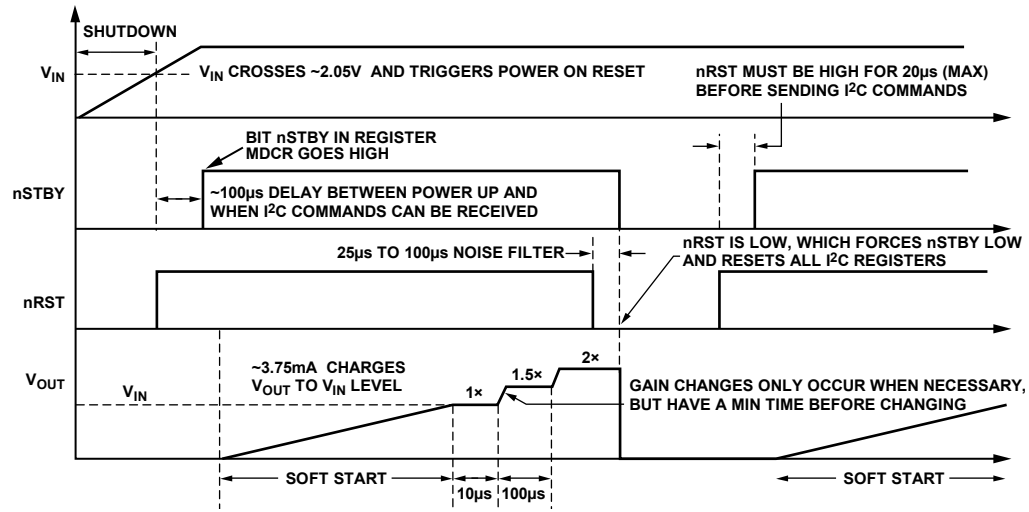 SHUTDOWN
V_IN
V_IN CROSSES ~2.05V AND TRIGGERS POWER ON RESET
nRST MUST BE HIGH FOR 20µs (MAX)
BEFORE SENDING I²C COMMANDS
BIT nSTBY IN REGISTER
MDCR GOES HIGH
nSTBY
~100µs DELAY BETWEEN POWER UP AND
WHEN I²C COMMANDS CAN BE RECEIVED
25µs TO 100µs NOISE FILTER
nRST IS LOW, WHICH FORCES nSTBY LOW
AND RESETS ALL I²C REGISTERS
nRST
V_OUT
V_IN
~3.75mA CHARGES
V_OUT TO V_IN LEVEL
1×
1.5×
2×
GAIN CHANGES ONLY OCCUR WHEN NECESSARY,
BUT HAVE A MIN TIME BEFORE CHANGING
SOFT START
10µs
100µs
SOFT START